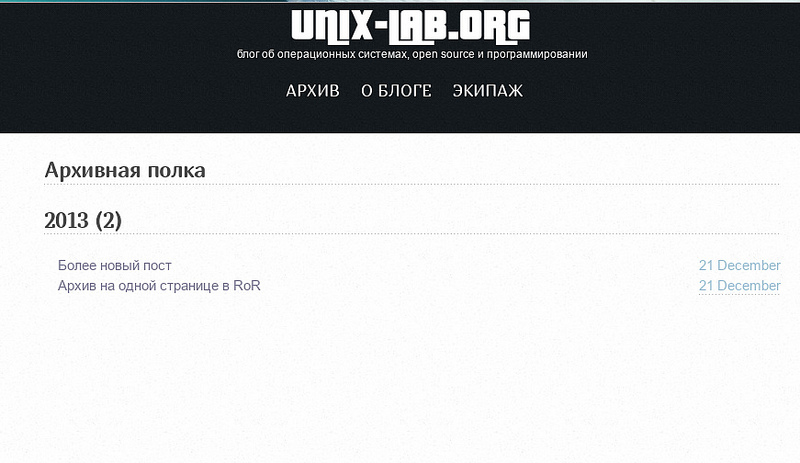 UNIX-LAB.ORG
блог об операционных системах, open source и программировании
АРХИВ О БЛОГЕ ЭКИПАЖ
Архивная полка
2013 (2)
Более новый пост 21 December
Архив на одной странице в RoR 21 December